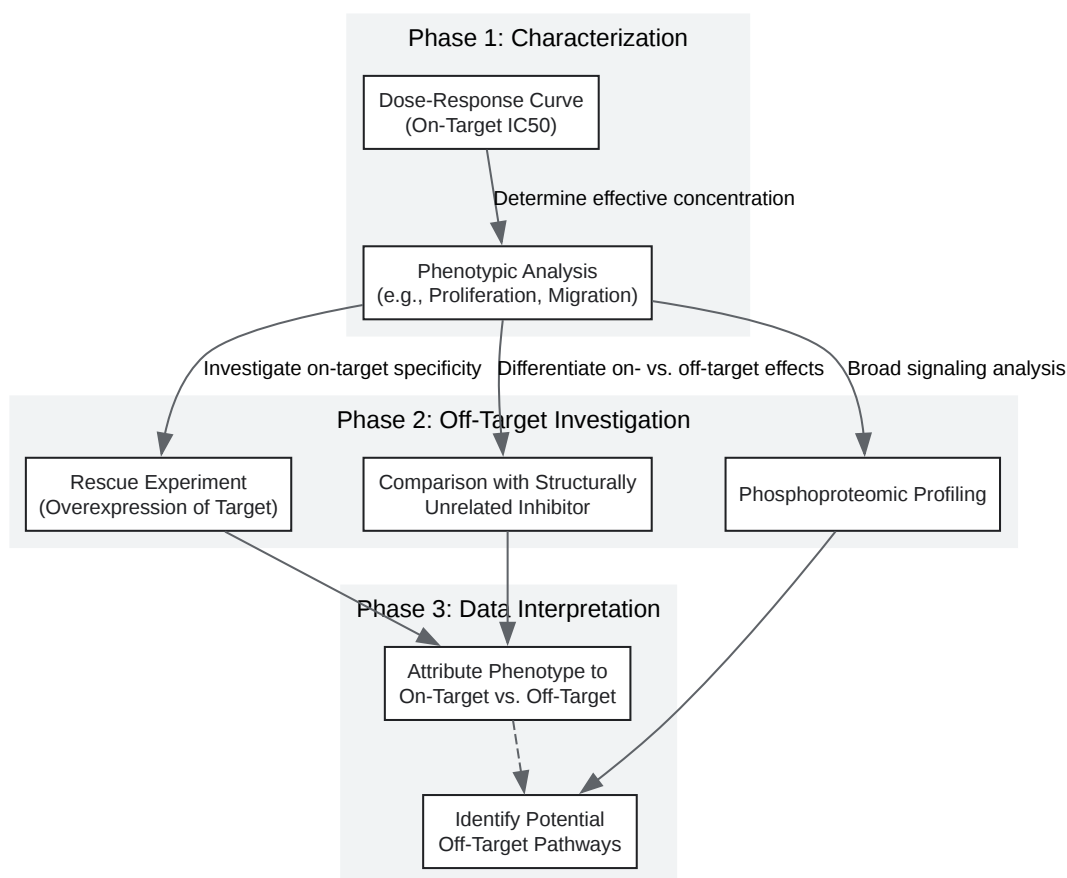 Phase 1: Characterization
Dose-Response Curve
(On-Target IC50)
Determine effective concentration
Phenotypic Analysis
(e.g., Proliferation, Migration)
Investigate on-target specificity
Differentiate on- vs. off-target effects
Broad signaling analysis
Phase 2: Off-Target Investigation
Rescue Experiment
(Overexpression of Target)
Comparison with Structurally
Unrelated Inhibitor
Phosphoproteomic Profiling
Phase 3: Data Interpretation
Attribute Phenotype to
On-Target vs. Off-Target
Identify Potential
Off-Target Pathways